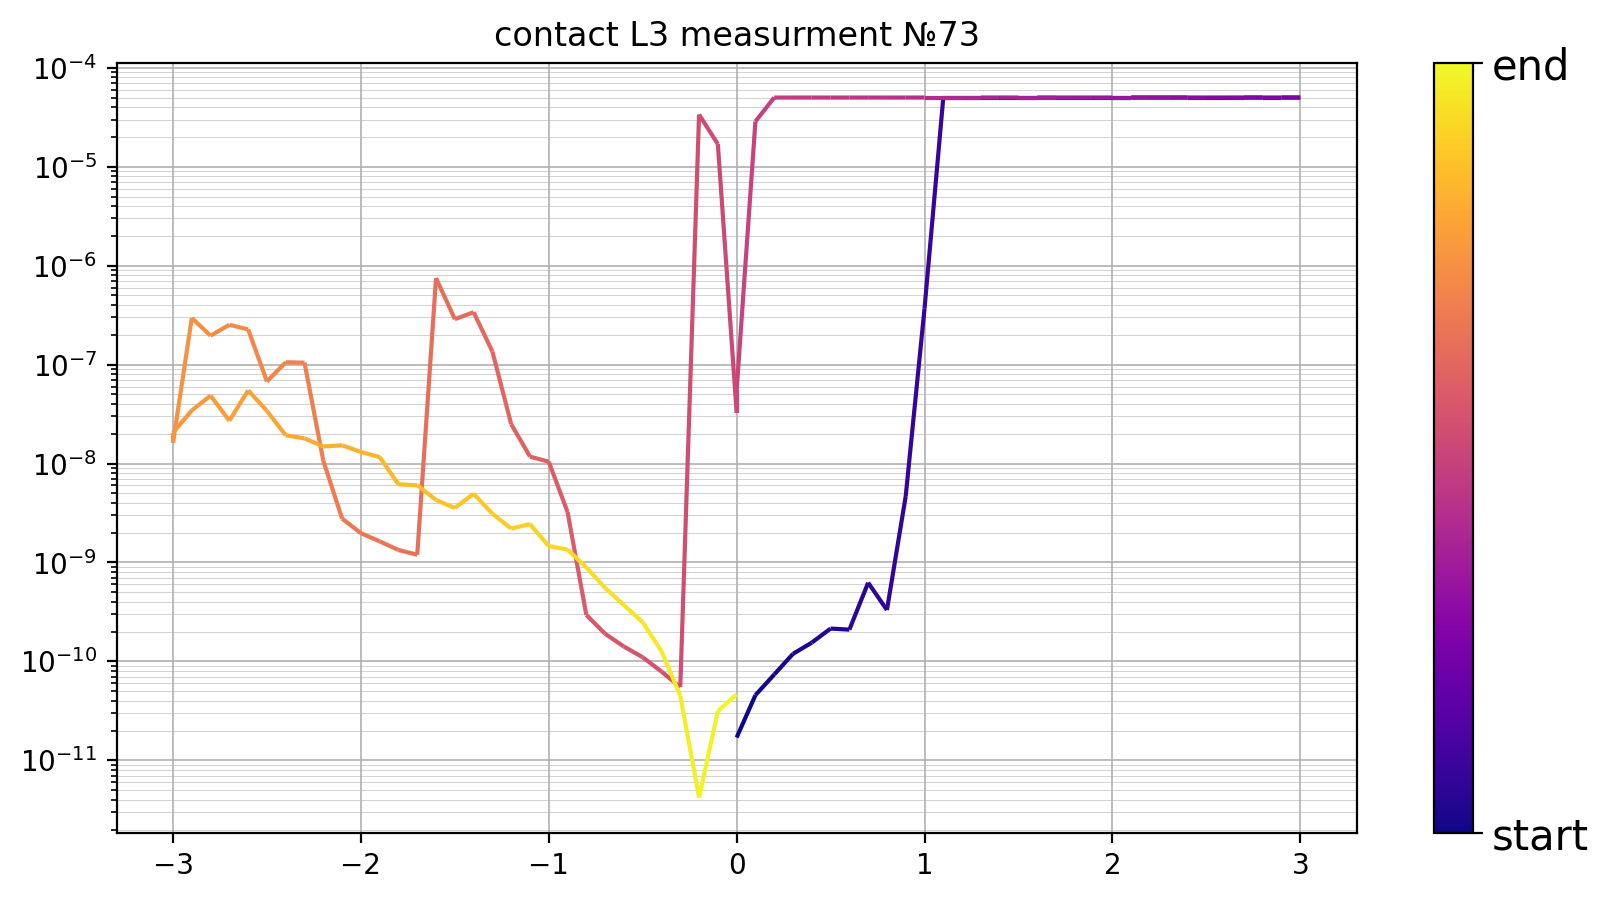 contact L3 measurment №73
10⁻⁴
10⁻⁵
10⁻⁶
10⁻⁷
10⁻⁸
10⁻⁹
10⁻¹⁰
10⁻¹¹
−3 −2 −1 0 1 2 3
end
start